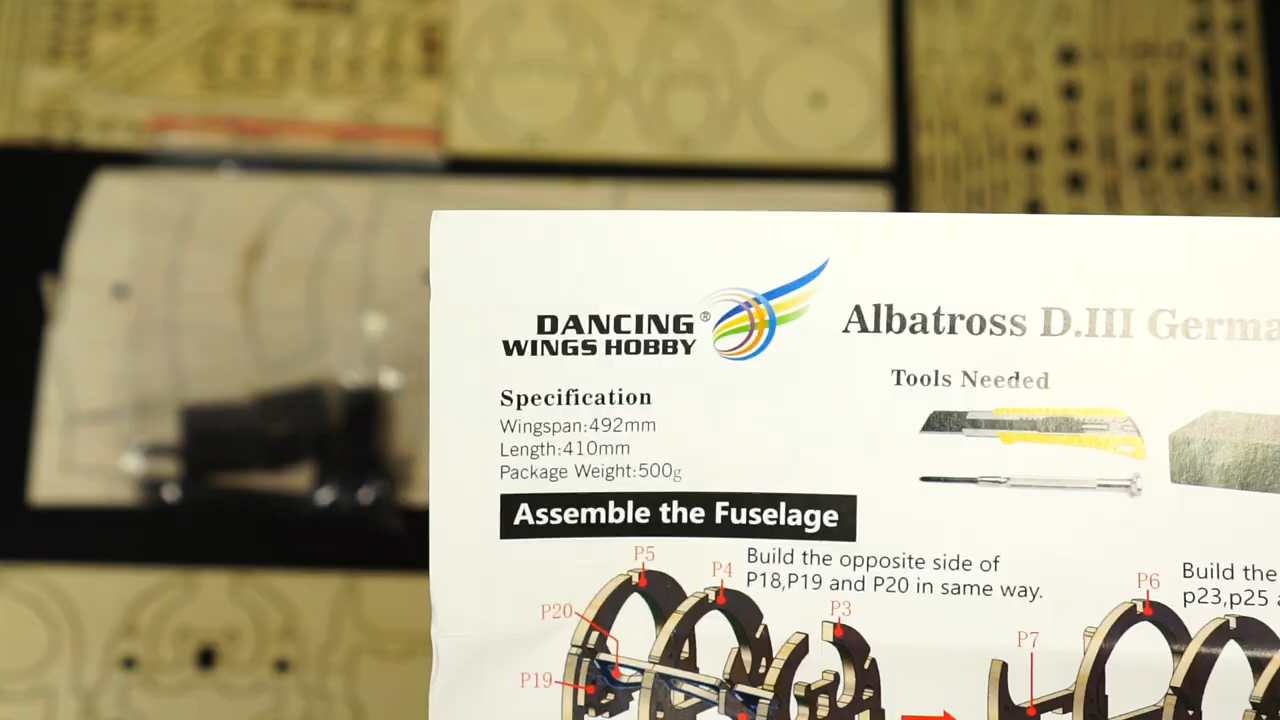 DANCING ®
WINGS HOBBY
Albatross D.III Germa
Specification
Wingspan:492mm
Length:410mm
Package Weight:500g
Tools Needed
Assemble the Fuselage
Build the opposite side of
P18,P19 and P20 in same way.
P5
P4
P20
P3
P19
P6
P7
Build the
p23,p25